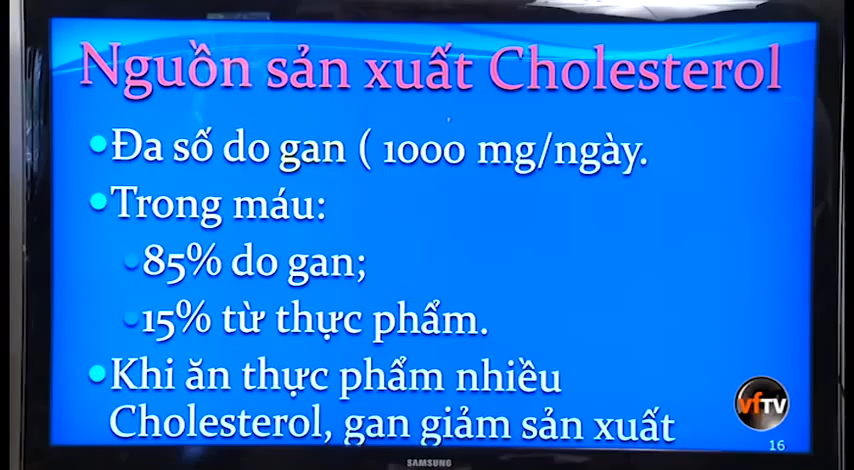 Nguồn sản xuất Cholesterol
•Đa số do gan ( 1000 mg/ngày.
•Trong máu:
•85% do gan;
•15% từ thực phẩm.
•Khi ăn thực phẩm nhiều
Cholesterol, gan giảm sản xuất
vfTV
16
SAMSUNG